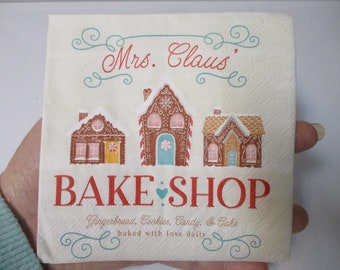 Mrs. Claus'
BAKE SHOP
Gingerbread, Cookies, Candy, & Cake
baked with love daily